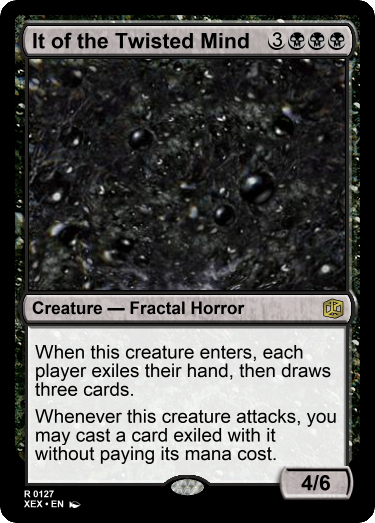 It of the Twisted Mind 3
Creature — Fractal Horror
When this creature enters, each
player exiles their hand, then draws
three cards.
Whenever this creature attacks, you
may cast a card exiled with it
without paying its mana cost.
4/6
R 0127
XEX • EN